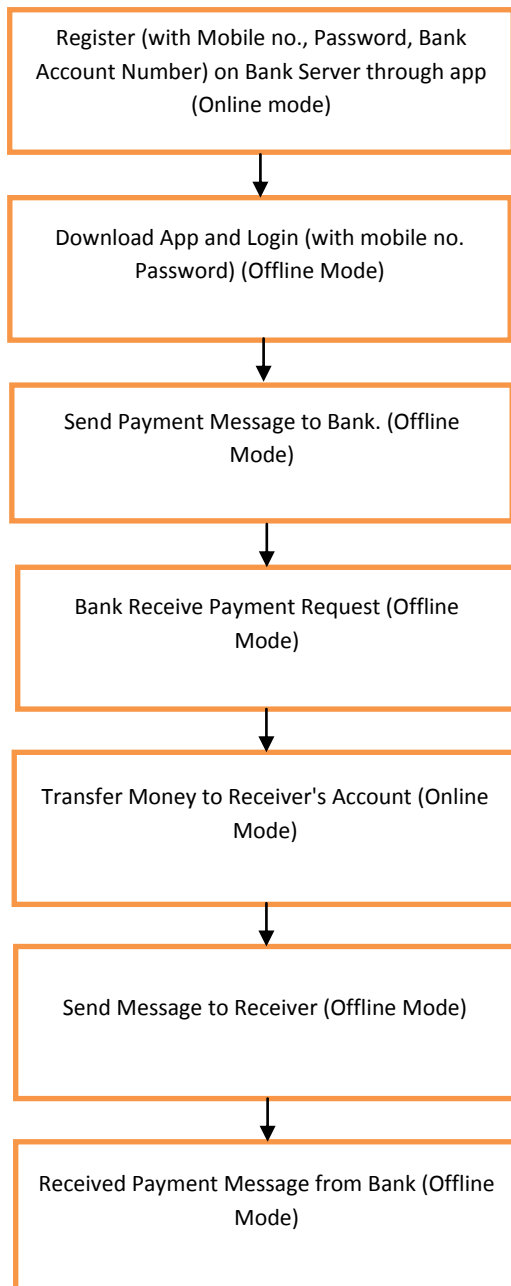 Register (with Mobile no., Password, Bank
Account Number) on Bank Server through app
(Online mode)
Download App and Login (with mobile no.
Password) (Offline Mode)
Send Payment Message to Bank. (Offline
Mode)
Bank Receive Payment Request (Offline
Mode)
Transfer Money to Receiver's Account (Online
Mode)
Send Message to Receiver (Offline Mode)
Received Payment Message from Bank (Offline
Mode)